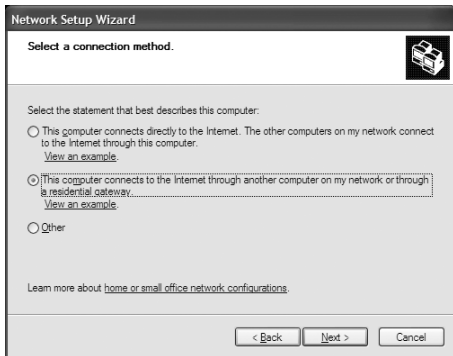 Network Setup Wizard
Select a connection method.
Select the statement that best describes this computer:
This computer connects directly to the Internet. The other computers on my network connect
to the Internet through this computer.
View an example.
This computer connects to the Internet through another computer on my network or through
a residential gateway.
View an example.
Other
Learn more about home or small office network configurations.
< Back Next > Cancel